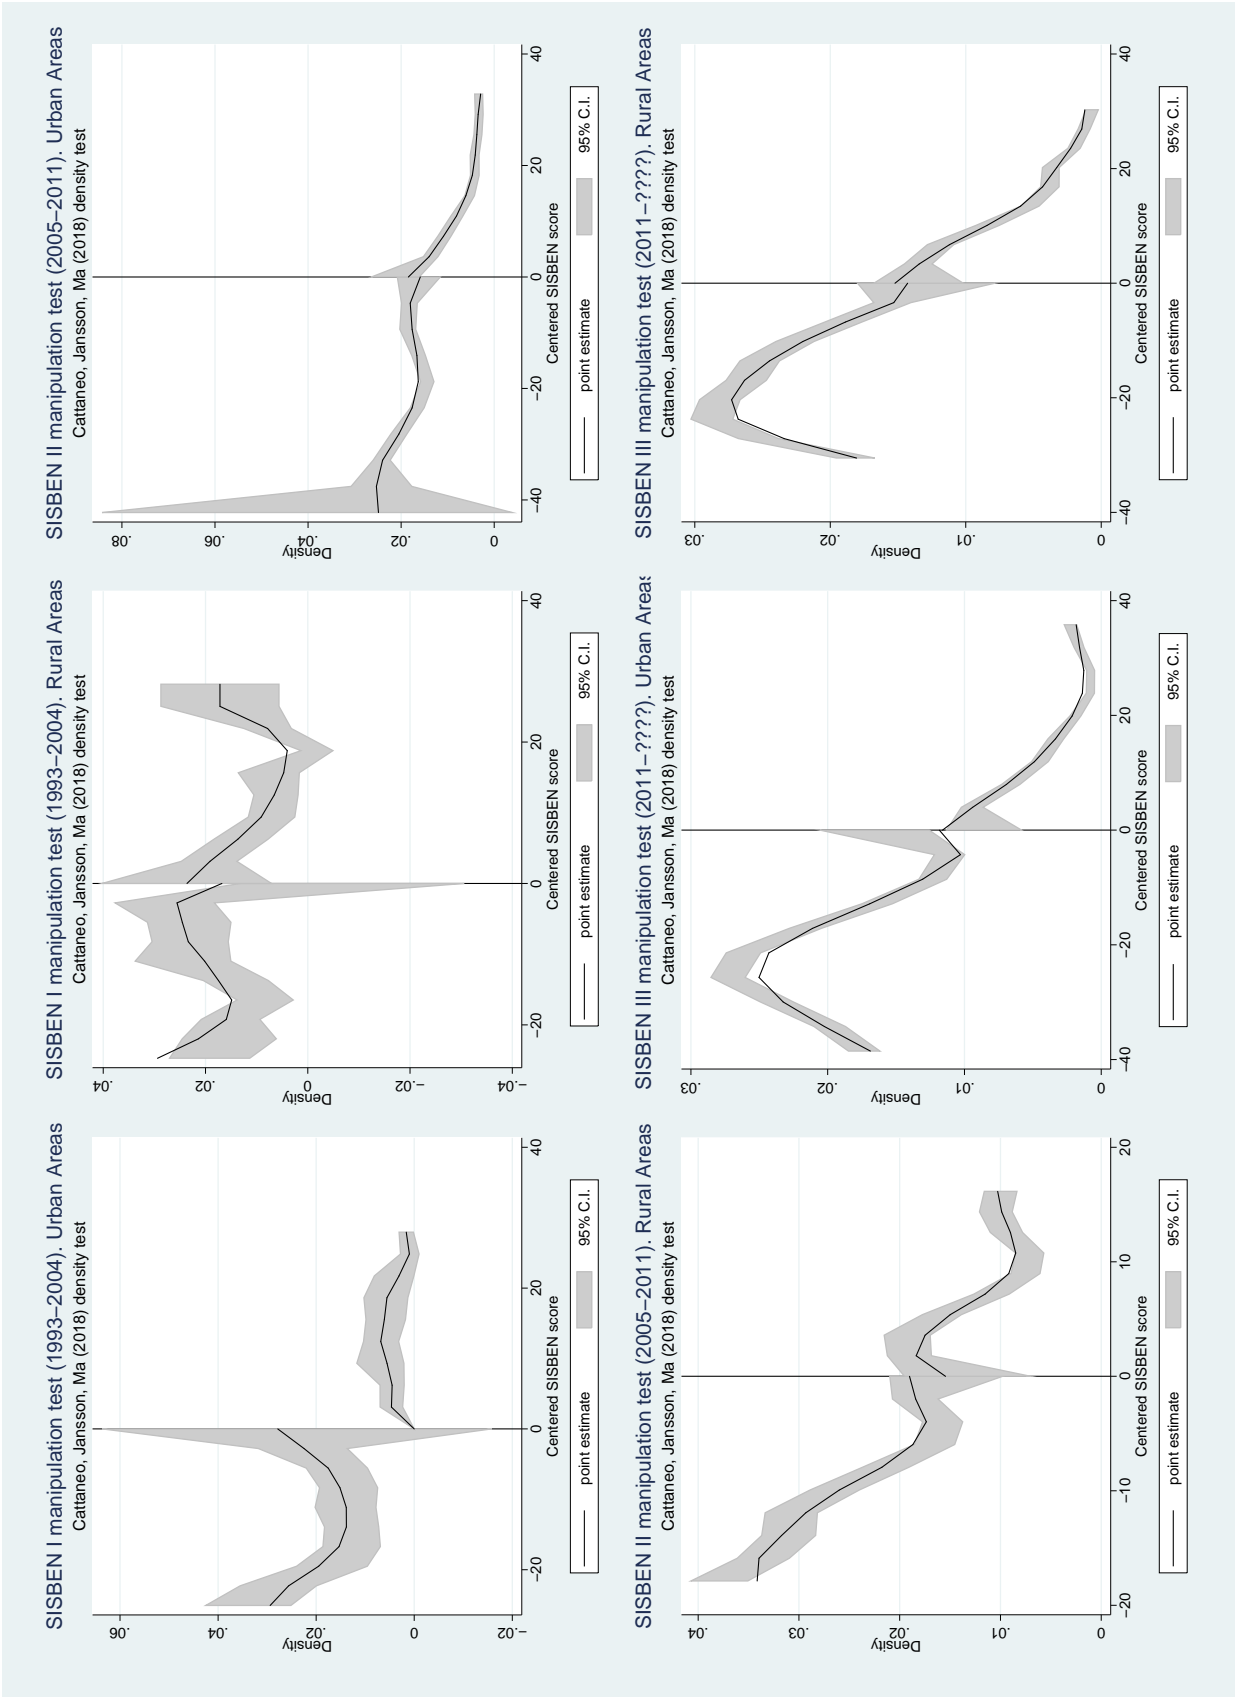 SISBEN I manipulation test (1993−2004). Urban Areas
Cattaneo, Jansson, Ma (2018) density test
Density
.06
.04
.02
0
−.02
−20
0
20
40
Centered SISBEN score
point estimate
95% C.I.
SISBEN I manipulation test (1993−2004). Rural Areas
Cattaneo, Jansson, Ma (2018) density test
Density
.04
.02
0
−.02
−.04
−20
0
20
40
Centered SISBEN score
point estimate
95% C.I.
SISBEN II manipulation test (2005−2011). Urban Areas
Cattaneo, Jansson, Ma (2018) density test
Density
.08
.06
.04
.02
0
−40
−20
0
20
40
Centered SISBEN score
point estimate
95% C.I.
SISBEN II manipulation test (2005−2011). Rural Areas
Cattaneo, Jansson, Ma (2018) density test
Density
.04
.03
.02
.01
0
−20
−10
0
10
20
Centered SISBEN score
point estimate
95% C.I.
SISBEN III manipulation test (2011−????). Urban Areas
Cattaneo, Jansson, Ma (2018) density test
Density
.03
.02
.01
0
−40
−20
0
20
40
Centered SISBEN score
point estimate
95% C.I.
SISBEN III manipulation test (2011−????). Rural Areas
Cattaneo, Jansson, Ma (2018) density test
Density
.03
.02
.01
0
−40
−20
0
20
40
Centered SISBEN score
point estimate
95% C.I.